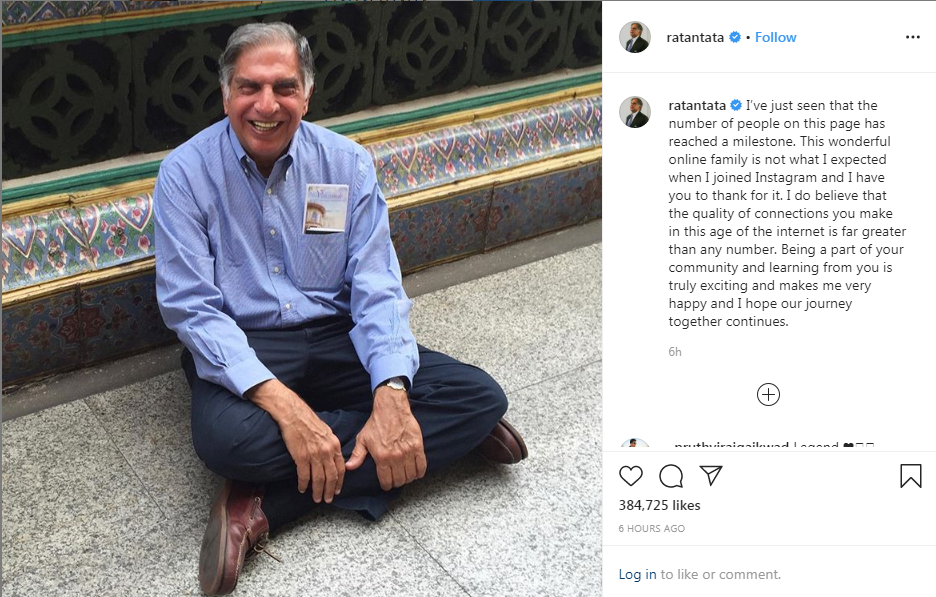 ratantata • Follow
ratantata I've just seen that the
number of people on this page has
reached a milestone. This wonderful
online family is not what I expected
when I joined Instagram and I have
you to thank for it. I do believe that
the quality of connections you make
in this age of the internet is far greater
than any number. Being a part of your
community and learning from you is
truly exciting and makes me very
happy and I hope our journey
together continues.
6h
384,725 likes
6 HOURS AGO
Log in to like or comment.